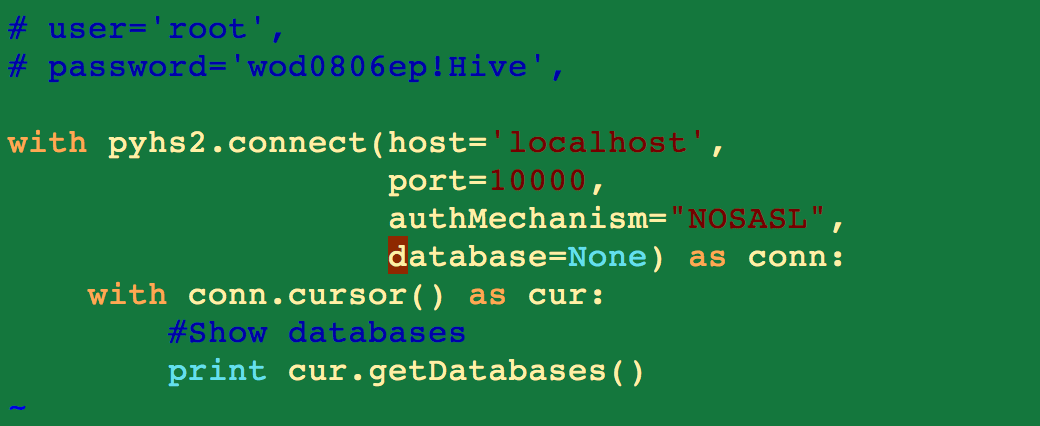 # user='root',
# password='wod0806ep!Hive',
with pyhs2.connect(host='localhost',
port=10000,
authMechanism="NOSASL",
database=None) as conn:
with conn.cursor() as cur:
#Show databases
print cur.getDatabases()
~